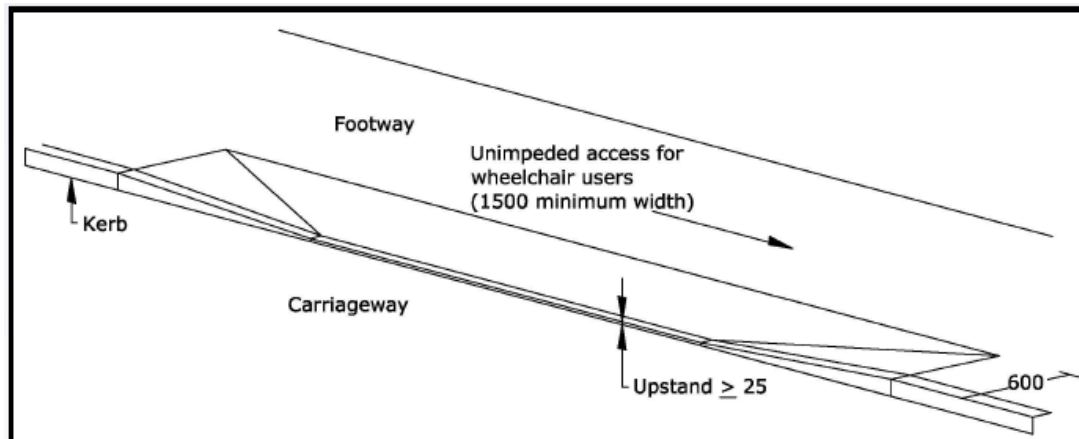 Footway
Unimpeded access for
wheelchair users
(1500 minimum width)
Kerb
Carriageway
600
Upstand ≥ 25